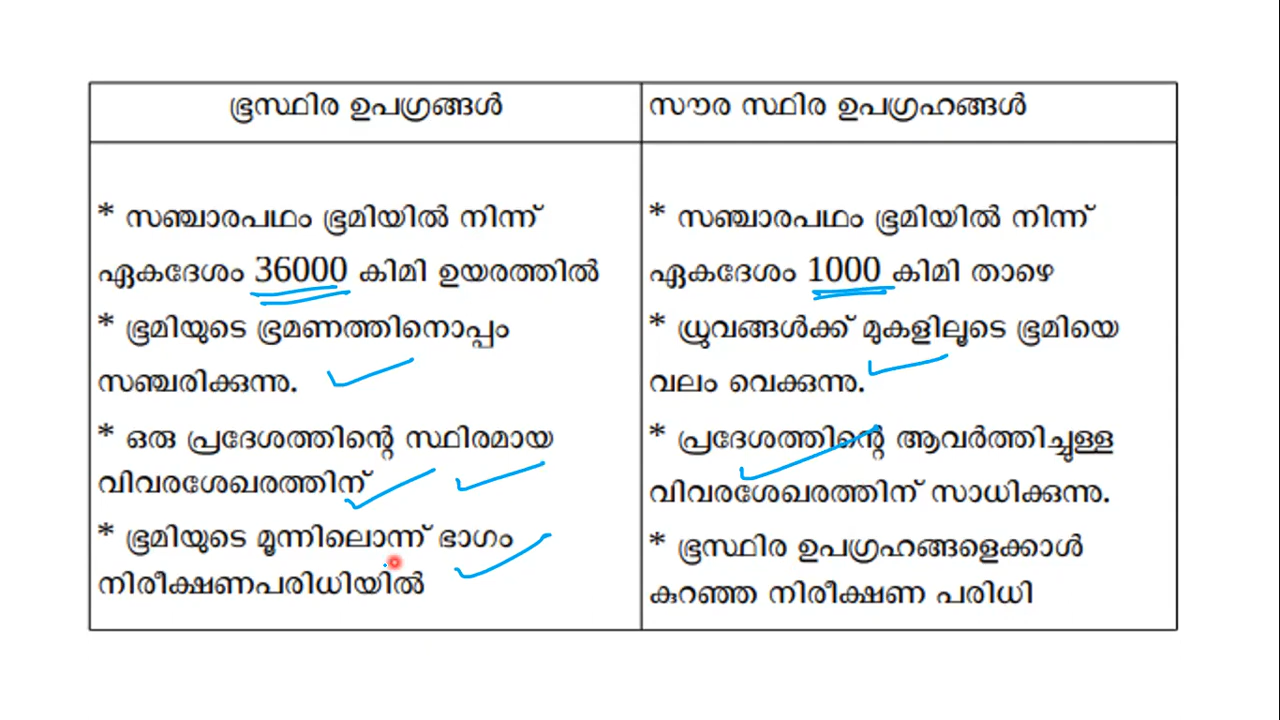 ഭൂസ്ഥിര ഉപഗ്രങ്ങൾ
സൗര സ്ഥിര ഉപഗ്രഹങ്ങൾ
* സഞ്ചാരപഥം ഭൂമിയിൽ നിന്ന്
ഏകദേശം 36000 കിമി ഉയരത്തിൽ
* ഭൂമിയുടെ ഭ്രമണത്തിനൊപ്പം
സഞ്ചരിക്കുന്നു.
* ഒരു പ്രദേശത്തിന്റെ സ്ഥിരമായ
വിവരശേഖരത്തിന്
* ഭൂമിയുടെ മൂന്നിലൊന്ന് ഭാഗം
നിരീക്ഷണപരിധിയിൽ
* സഞ്ചാരപഥം ഭൂമിയിൽ നിന്ന്
ഏകദേശം 1000 കിമി താഴെ
* ധ്രുവങ്ങൾക്ക് മുകളിലൂടെ ഭൂമിയെ
വലം വെക്കുന്നു.
* പ്രദേശത്തിന്റെ ആവർത്തിച്ചുള്ള
വിവരശേഖരത്തിന് സാധിക്കുന്നു.
* ഭൂസ്ഥിര ഉപഗ്രഹങ്ങളെക്കാൾ
കുറഞ്ഞ നിരീക്ഷണ പരിധി